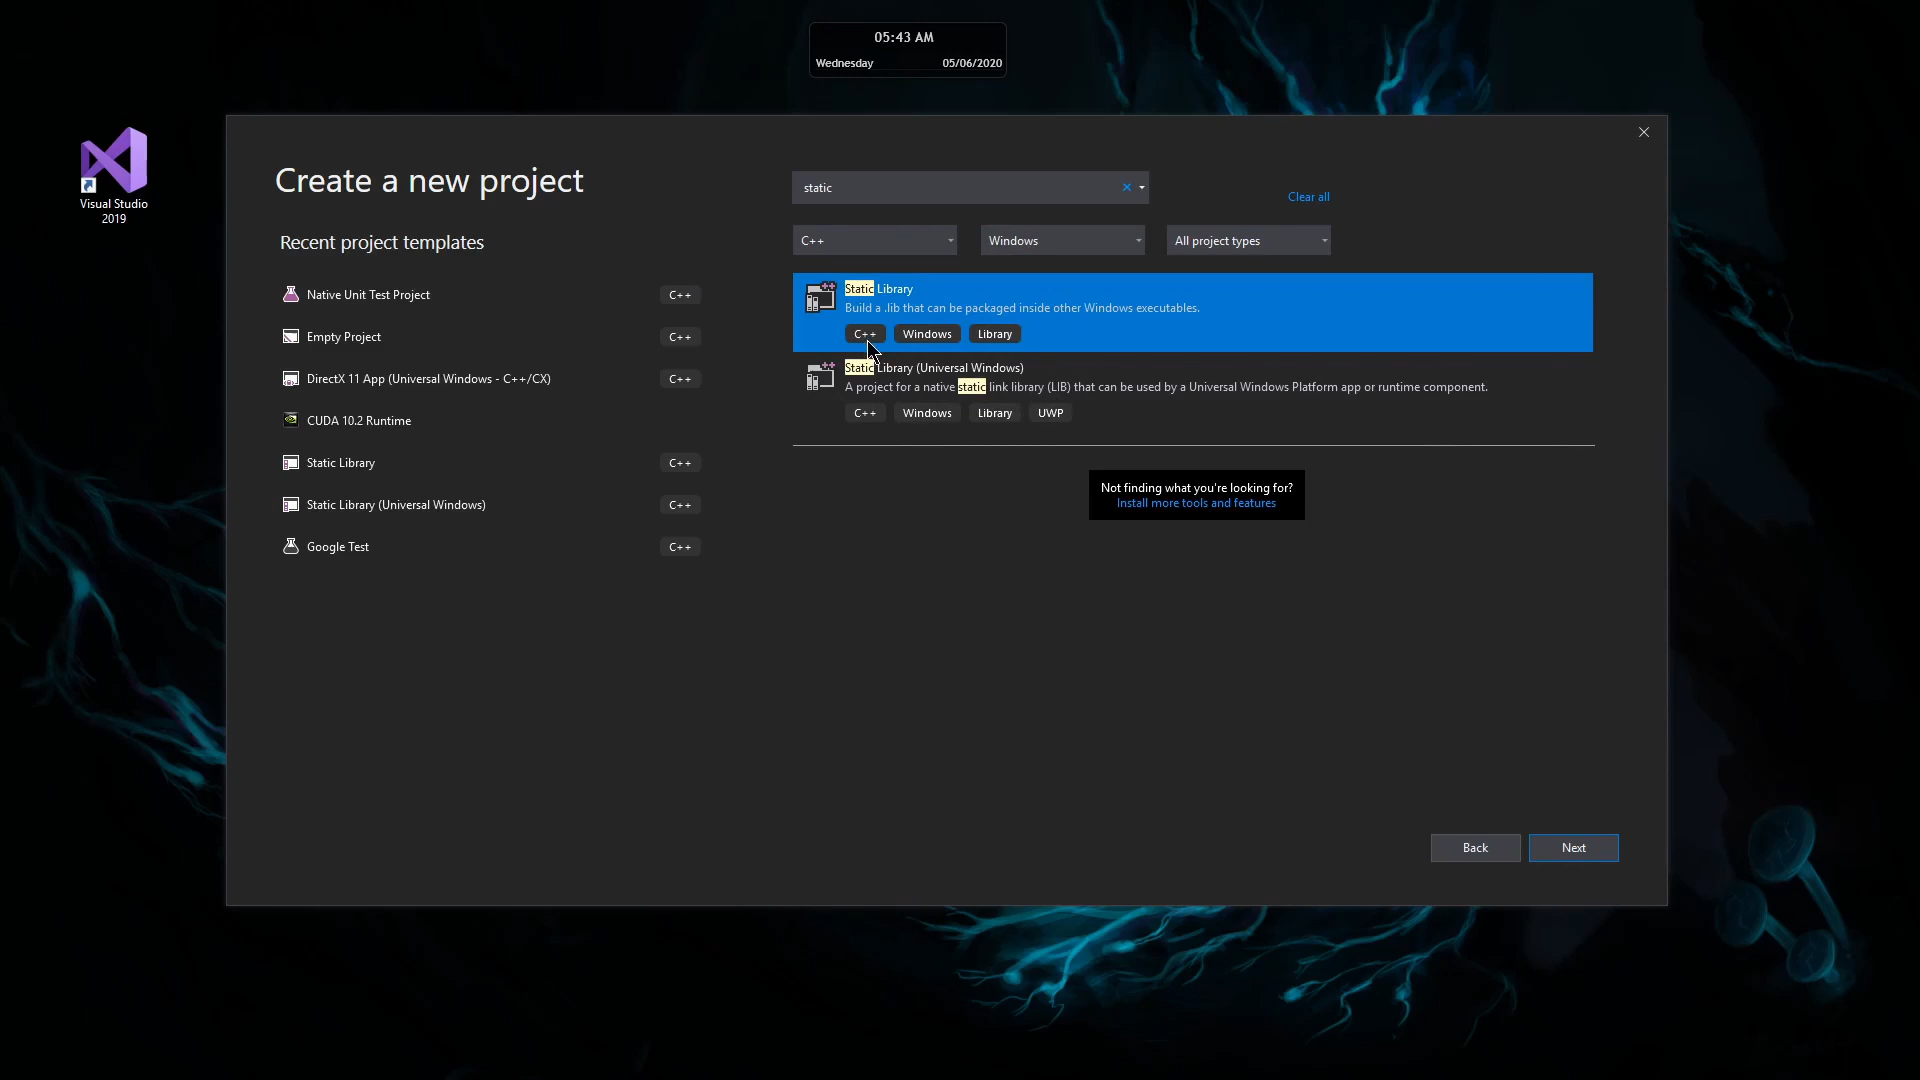 05:43 AM
Wednesday 05/06/2020
Visual Studio
2019
Create a new project
Recent project templates
Native Unit Test Project C++
Empty Project C++
DirectX 11 App (Universal Windows - C++/CX) C++
CUDA 10.2 Runtime
Static Library C++
Static Library (Universal Windows) C++
Google Test C++
static
Clear all
C++ Windows All project types
Static Library
Build a .lib that can be packaged inside other Windows executables.
C++ Windows Library
Static Library (Universal Windows)
A project for a native static link library (LIB) that can be used by a Universal Windows Platform app or runtime component.
C++ Windows Library UWP
Not finding what you're looking for?
Install more tools and features
Back Next